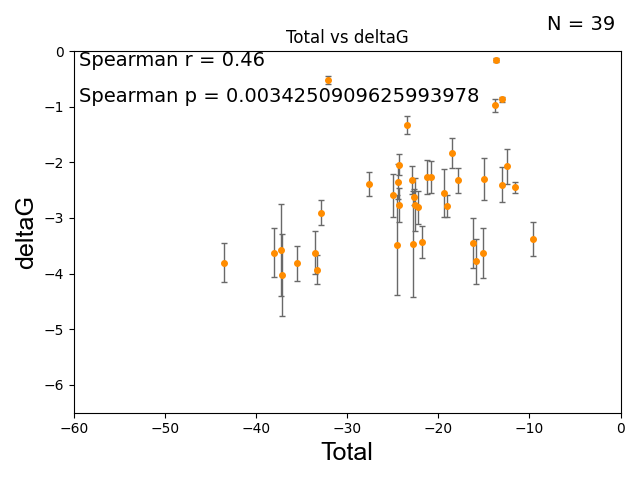 N = 39
Total vs deltaG
Spearman r = 0.46
Spearman p = 0.0034250909625993978
0
−1
−2
−3
−4
−5
−6
deltaG
−60 −50 −40 −30 −20 −10 0
Total